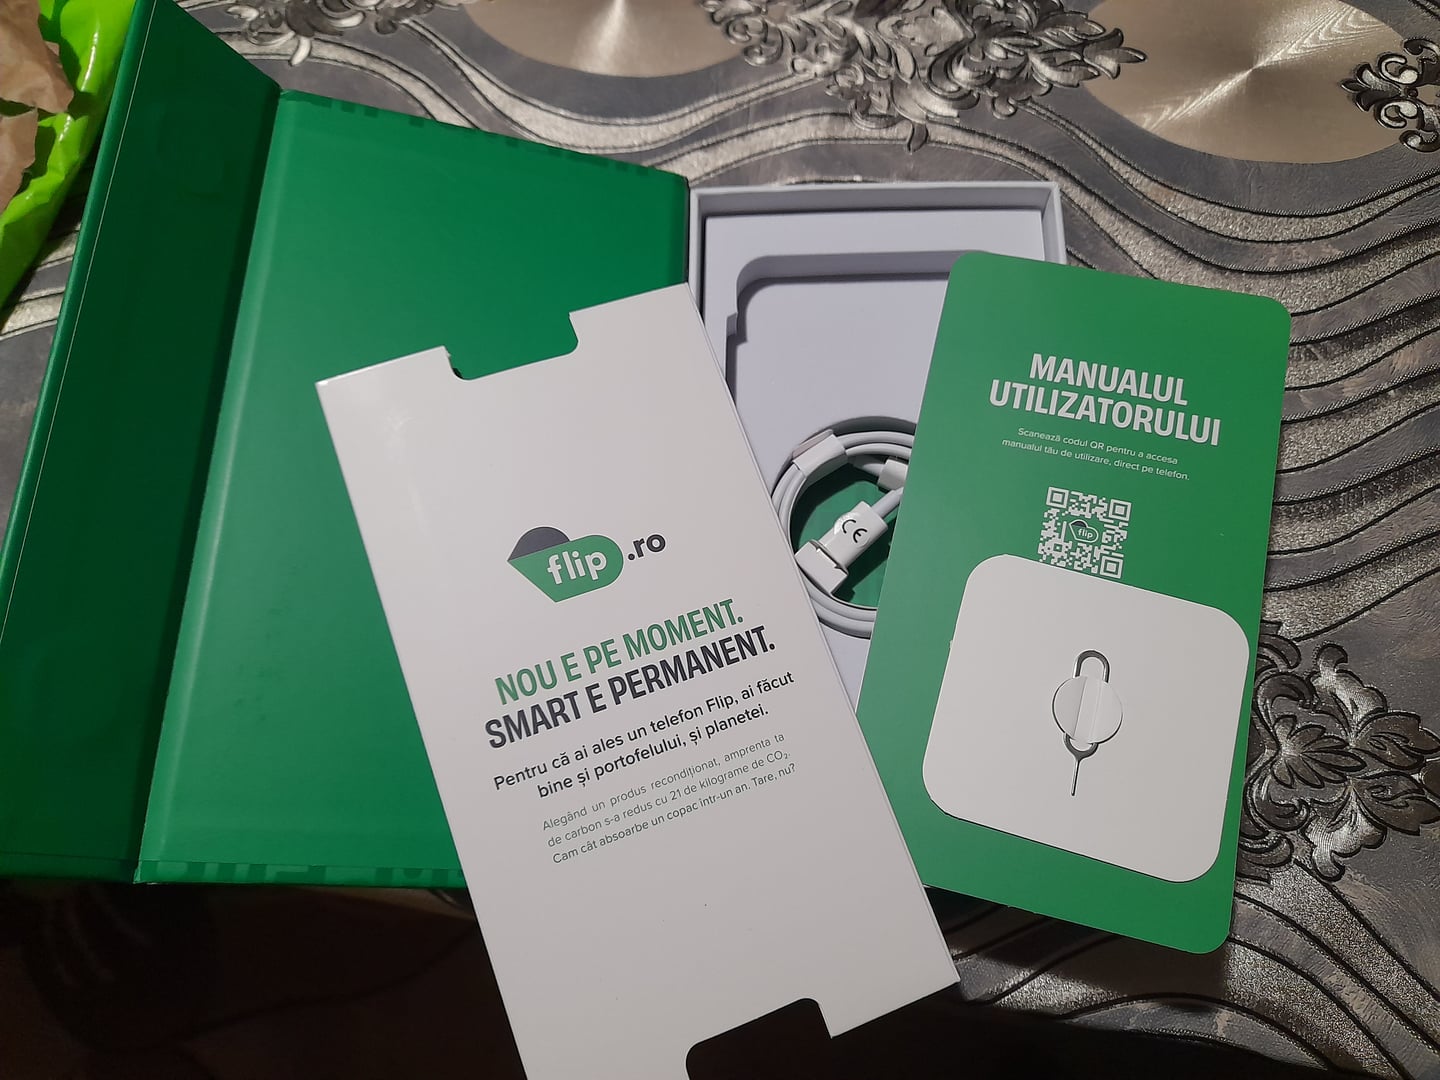 flip.ro
NOU E PE MOMENT.
SMART E PERMANENT.
Pentru că ai ales un telefon Flip, ai făcut
bine și portofelului, și planetei.
Alegând un produs recondiționat, amprenta ta
de carbon s-a redus cu 21 de kilograme de CO₂.
Cam cât absoarbe un copac într-un an. Tare, nu?
CE
MANUALUL
UTILIZATORULUI
Scanează codul QR pentru a accesa
manualul tău de utilizare, direct pe telefon.
flip